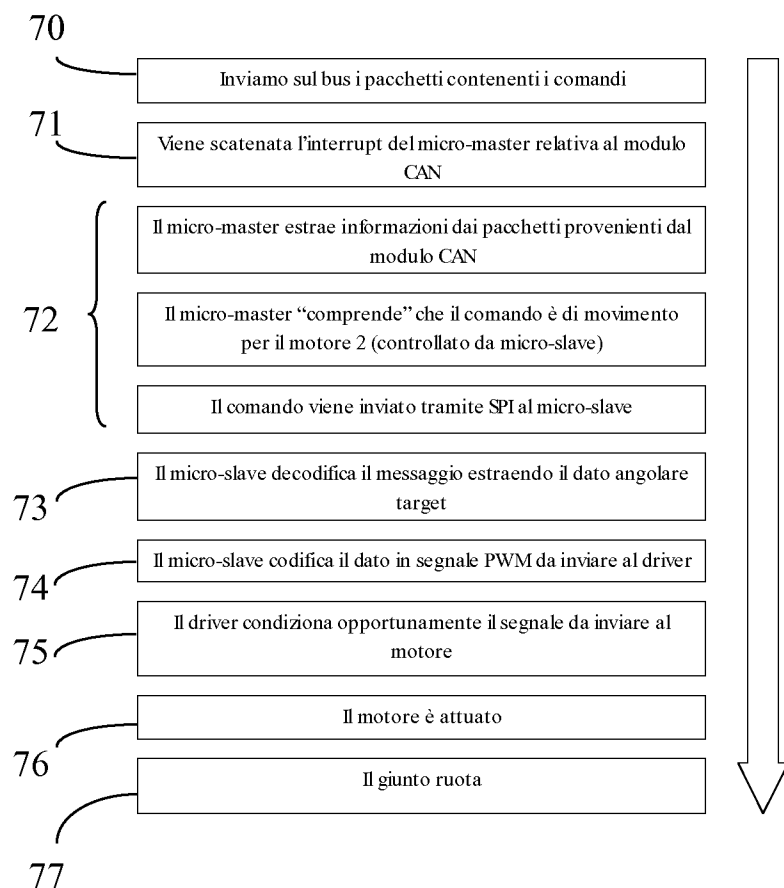 70
Inviamo sul bus i pacchetti contenenti i comandi
71
Viene scatenata l'interrupt del micro-master relativa al modulo
CAN
Il micro-master estrae informazioni dai pacchetti provenienti dal
modulo CAN
72
Il micro-master “comprende” che il comando è di movimento
per il motore 2 (controllato da micro-slave)
Il comando viene inviato tramite SPI al micro-slave
Il micro-slave decodifica il messaggio estraendo il dato angolare
target
73
Il micro-slave codifica il dato in segnale PWM da inviare al driver
74
Il driver condiziona opportunamente il segnale da inviare al
motore
75
Il motore è attuato
76
Il giunto ruota
77